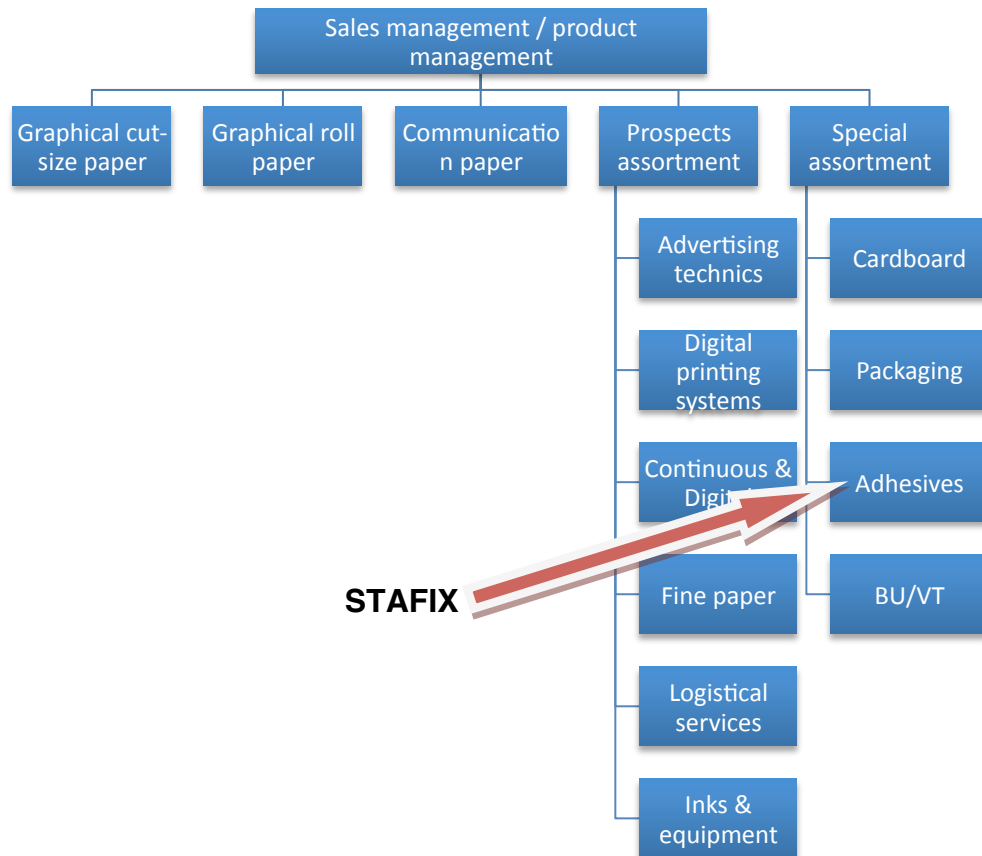 Sales management / product
management
Graphical cut-
size paper
Graphical roll
paper
Communicatio
n paper
Prospects
assortment
Special
assortment
Advertising
technics
Digital
printing
systems
Continuous &
Fine paper
Logistical
services
Inks &
equipment
Cardboard
Packaging
Adhesives
BU/VT
STAFIX